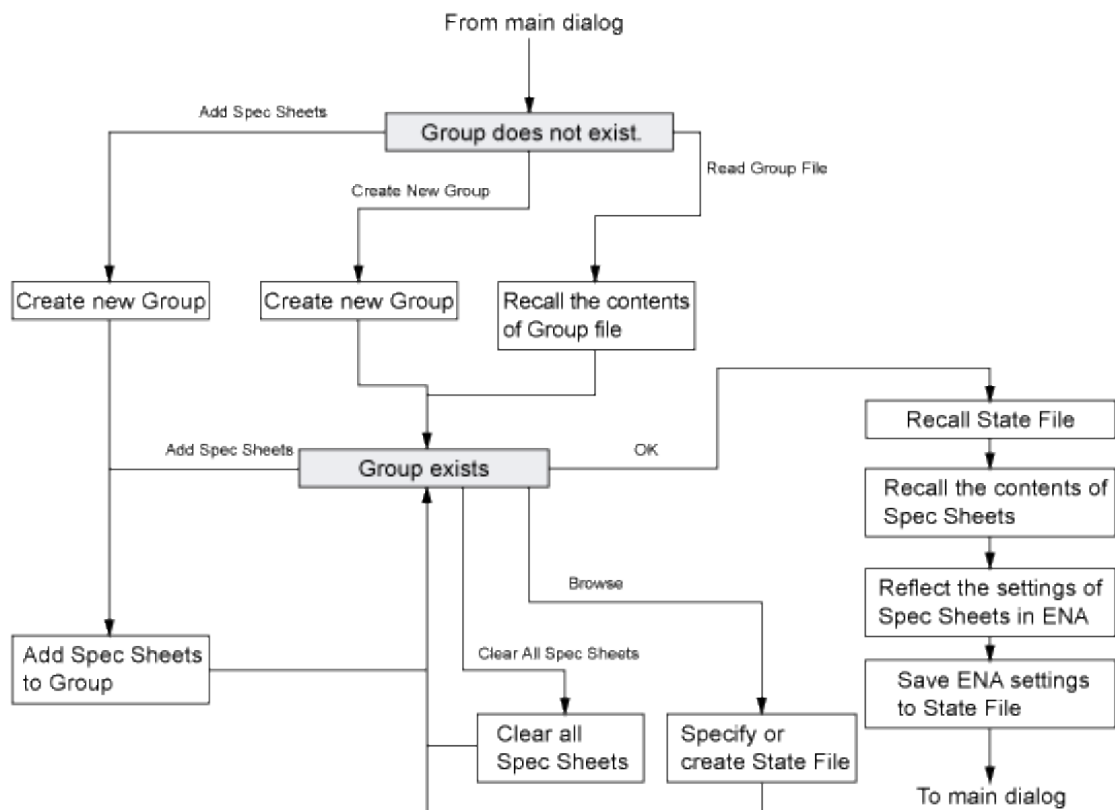 From main dialog
Add Spec Sheets
Group does not exist.
Read Group File
Create New Group
Create new Group
Create new Group
Recall the contents
of Group file
Recall State File
Add Spec Sheets
Group exists
OK
Recall the contents of
Spec Sheets
Browse
Reflect the settings of
Spec Sheets in ENA
Add Spec Sheets
to Group
Clear All Spec Sheets
Save ENA settings
to State File
Clear all
Spec Sheets
Specify or
create State File
To main dialog